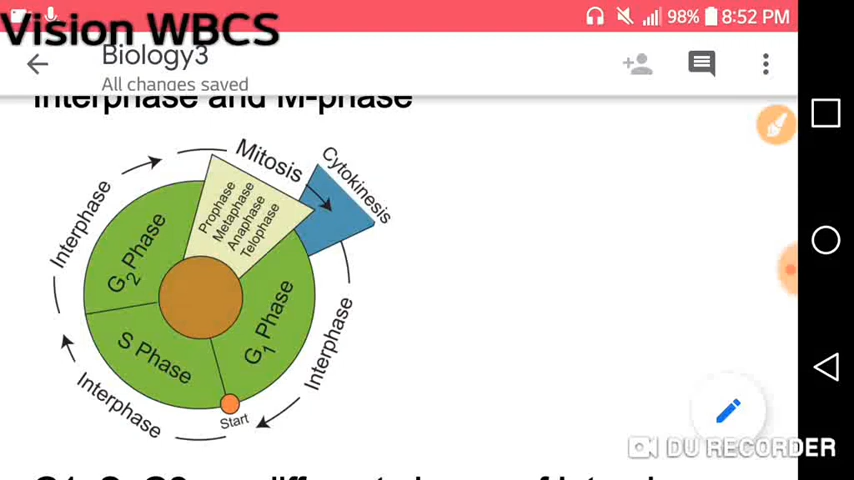 Vision WBCS
98% 8:52 PM
Biology3
All changes saved
Interphase and M-phase
Mitosis
Cytokinesis
Prophase
Metaphase
Anaphase
Telophase
Interphase
G2 Phase
G1 Phase
S Phase
Interphase
Interphase
Start
DU RECORDER